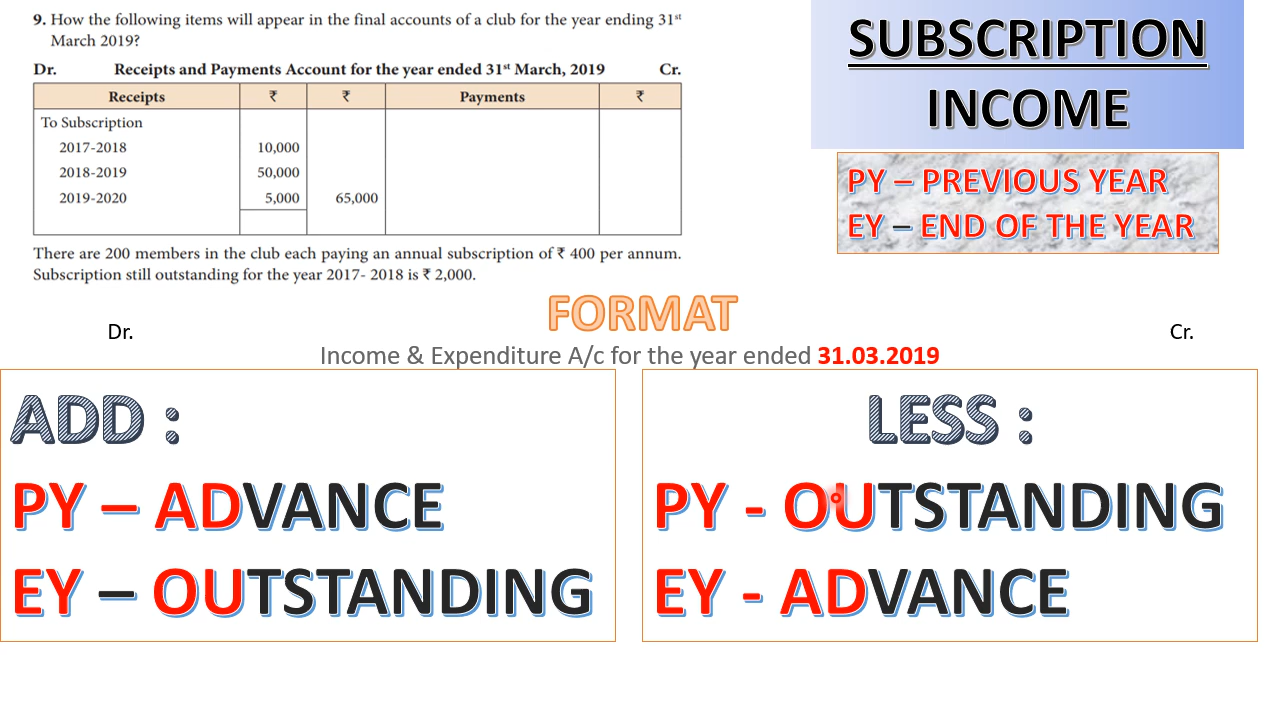 9. How the following items will appear in the final accounts of a club for the year ending 31st
March 2019?
Dr. Receipts and Payments Account for the year ended 31st March, 2019 Cr.
Receipts ₹ ₹ Payments ₹
To Subscription
2017-2018 10,000
2018-2019 50,000
2019-2020 5,000 65,000
There are 200 members in the club each paying an annual subscription of ₹ 400 per annum.
Subscription still outstanding for the year 2017- 2018 is ₹ 2,000.
SUBSCRIPTION
INCOME
PY – PREVIOUS YEAR
EY – END OF THE YEAR
FORMAT
Dr. Cr.
Income & Expenditure A/c for the year ended 31.03.2019
ADD :
PY – ADVANCE
EY – OUTSTANDING
LESS :
PY - OUTSTANDING
EY - ADVANCE